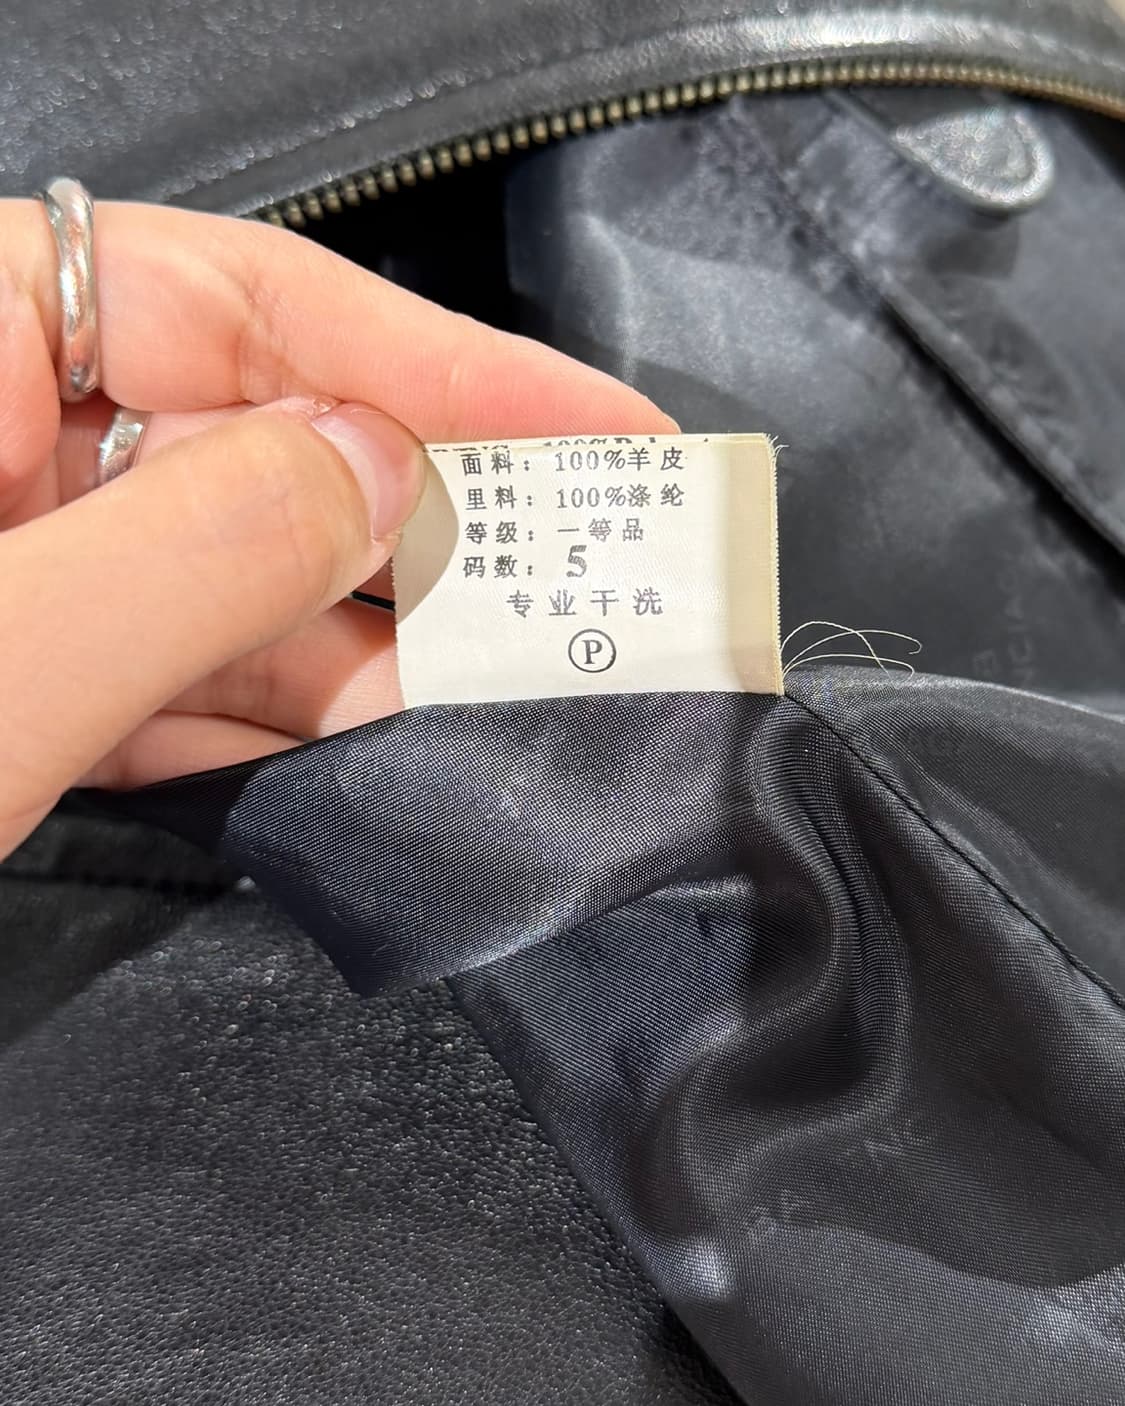 面料：100%羊皮
里料：100%涤纶
等级：一等品
码数：5
专业干洗
P